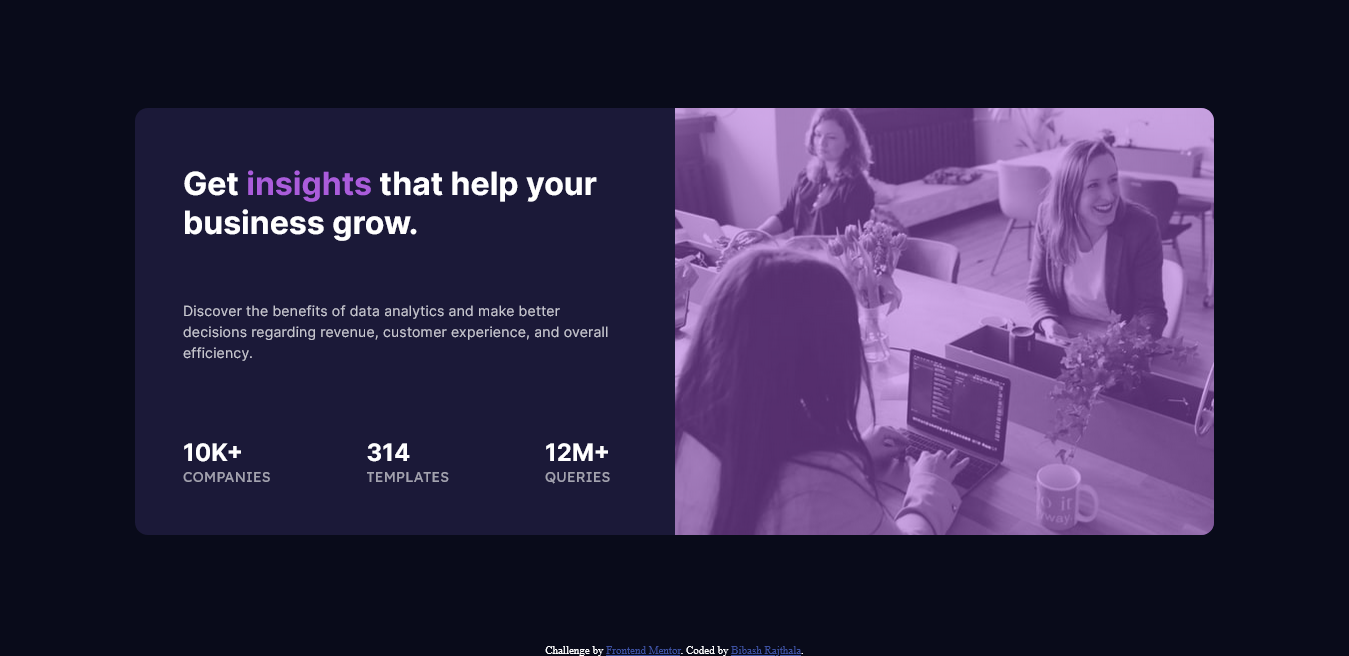 Get insights that help your
business grow.
Discover the benefits of data analytics and make better
decisions regarding revenue, customer experience, and overall
efficiency.
10K+ 314 12M+
COMPANIES TEMPLATES QUERIES
Challenge by Frontend Mentor. Coded by Bibash Rajthala.